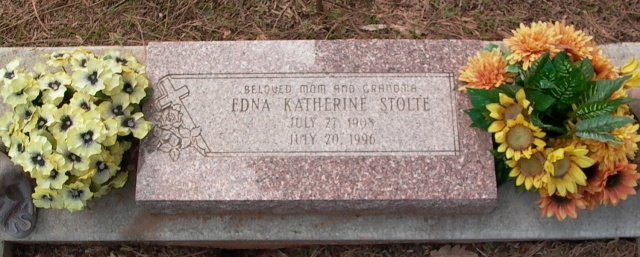 BELOVED MOM AND GRANDMA
EDNA KATHERINE STOLTE
JULY 27 1908
JULY 20, 1996